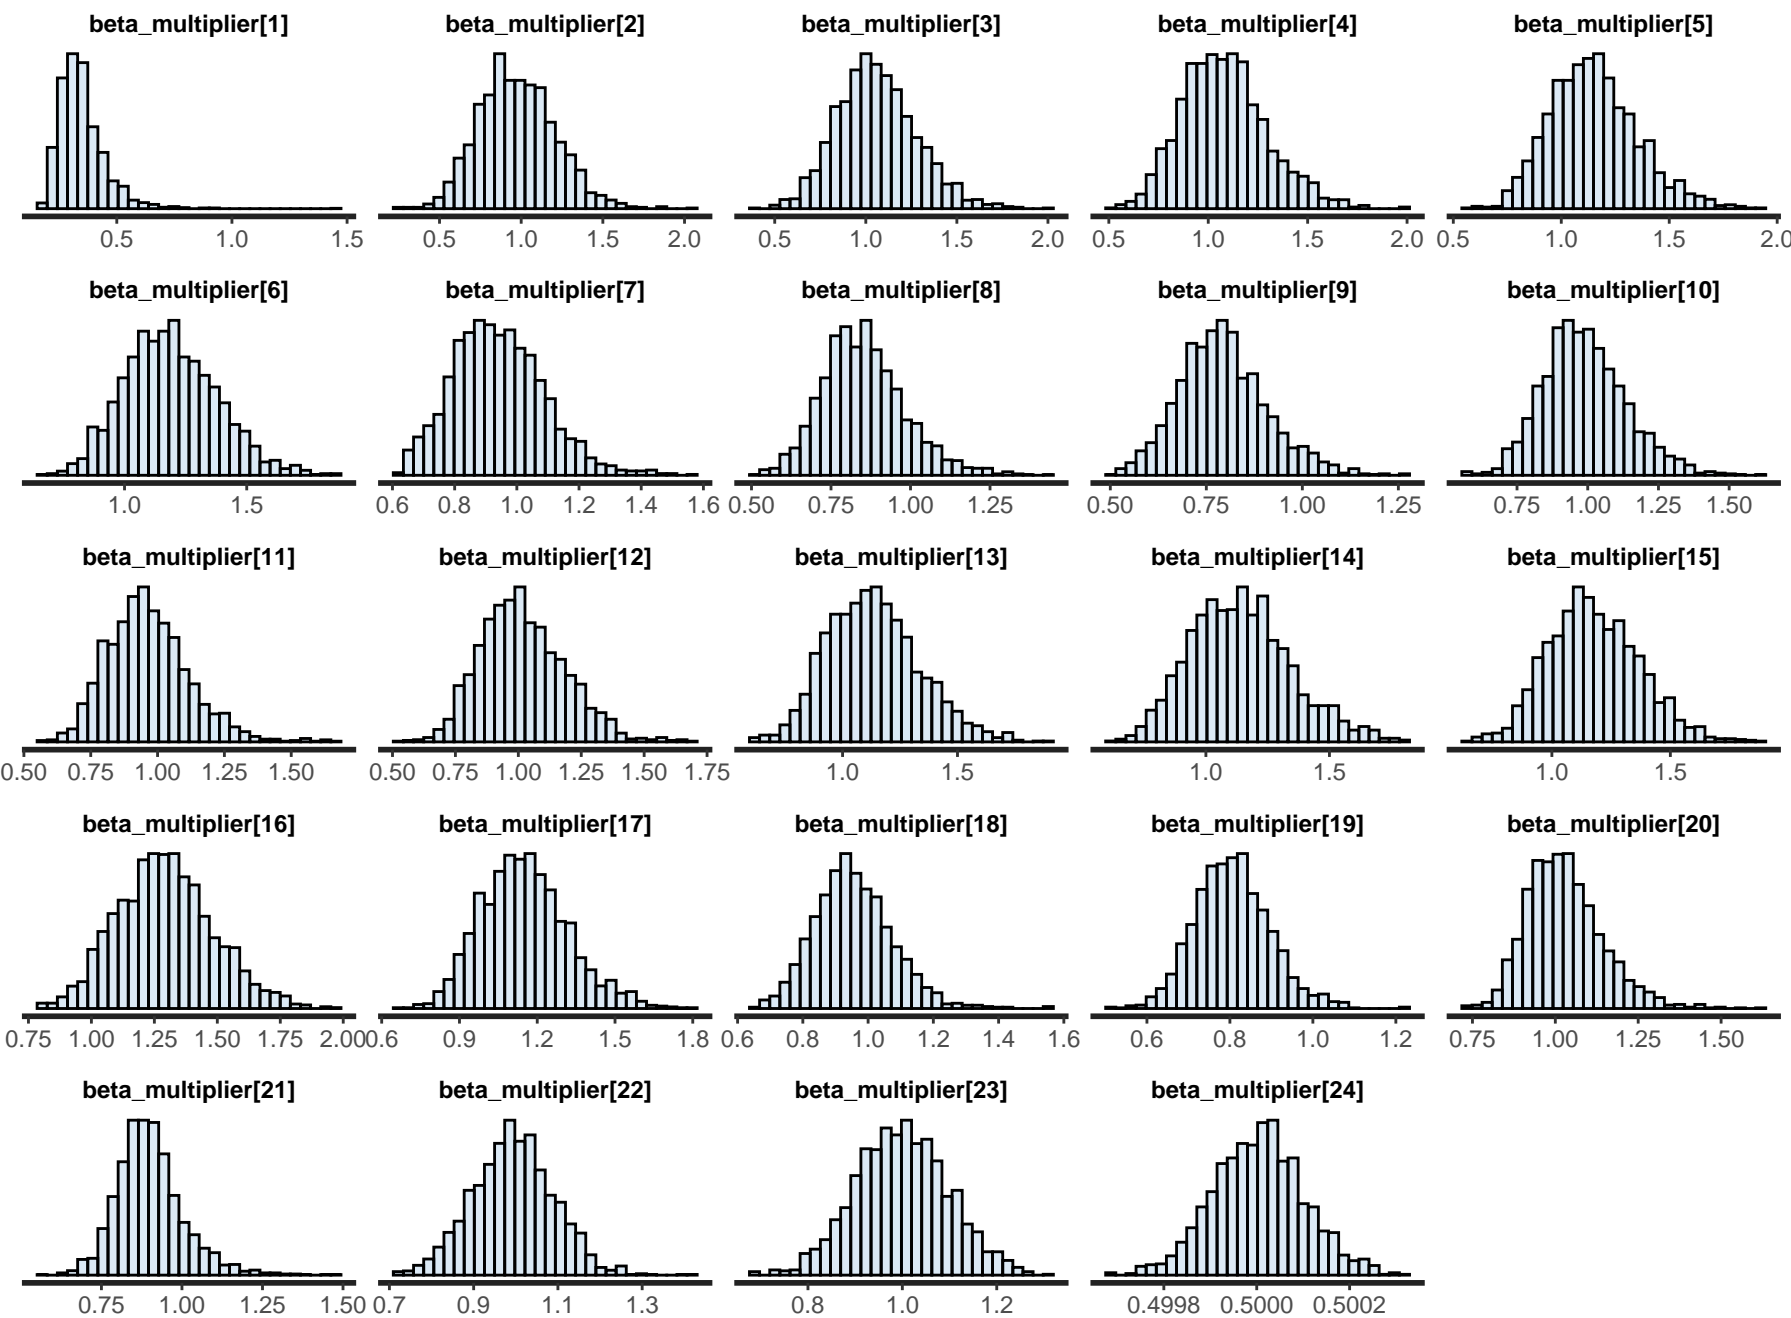 beta_multiplier[1] beta_multiplier[2] beta_multiplier[3] beta_multiplier[4] beta_multiplier[5]
0.5 1.0 1.5 0.5 1.0 1.5 2.0 0.5 1.0 1.5 2.0 0.5 1.0 1.5 2.0 0.5 1.0 1.5 2.0
beta_multiplier[6] beta_multiplier[7] beta_multiplier[8] beta_multiplier[9] beta_multiplier[10]
1.0 1.5 0.6 0.8 1.0 1.2 1.4 1.6 0.50 0.75 1.00 1.25 0.50 0.75 1.00 1.25 0.75 1.00 1.25 1.50
beta_multiplier[11] beta_multiplier[12] beta_multiplier[13] beta_multiplier[14] beta_multiplier[15]
0.50 0.75 1.00 1.25 1.50 0.50 0.75 1.00 1.25 1.50 1.75 1.0 1.5 1.0 1.5 1.0 1.5
beta_multiplier[16] beta_multiplier[17] beta_multiplier[18] beta_multiplier[19] beta_multiplier[20]
0.75 1.00 1.25 1.50 1.75 2.00 0.6 0.9 1.2 1.5 1.8 0.6 0.8 1.0 1.2 1.4 1.6 0.6 0.8 1.0 1.2 0.75 1.00 1.25 1.50
beta_multiplier[21] beta_multiplier[22] beta_multiplier[23] beta_multiplier[24]
0.75 1.00 1.25 1.50 0.7 0.9 1.1 1.3 0.8 1.0 1.2 0.4998 0.5000 0.5002